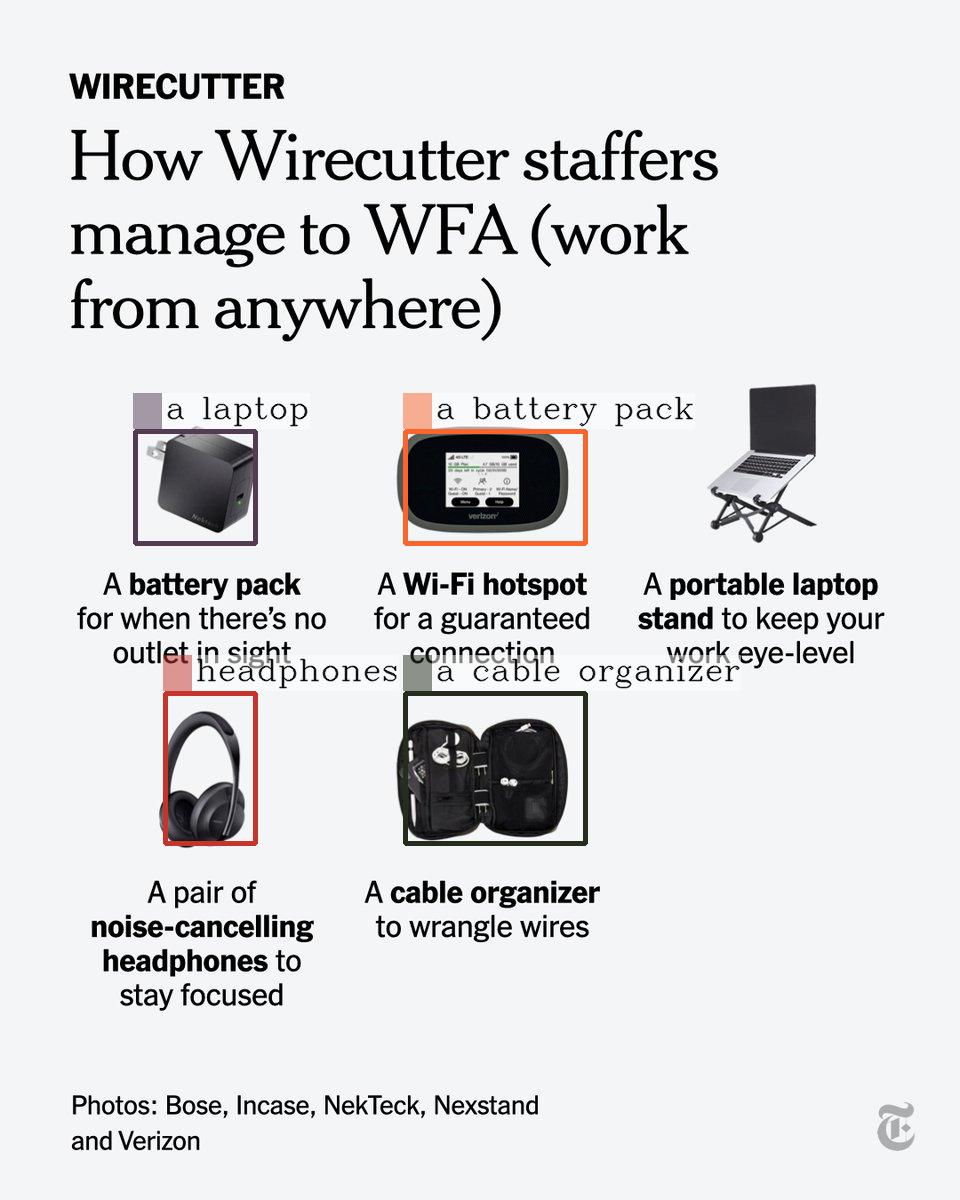 WIRECUTTER
How Wirecutter staffers
manage to WFA (work
from anywhere)
a laptop
a battery pack
NekTeck
verizon
A battery pack
for when there's no
outlet in sight
A Wi-Fi hotspot
for a guaranteed
connection
A portable laptop
stand to keep your
work eye-level
headphones
a cable organizer
A pair of
noise-cancelling
headphones to
stay focused
A cable organizer
to wrangle wires
Photos: Bose, Incase, NekTeck, Nexstand
and Verizon